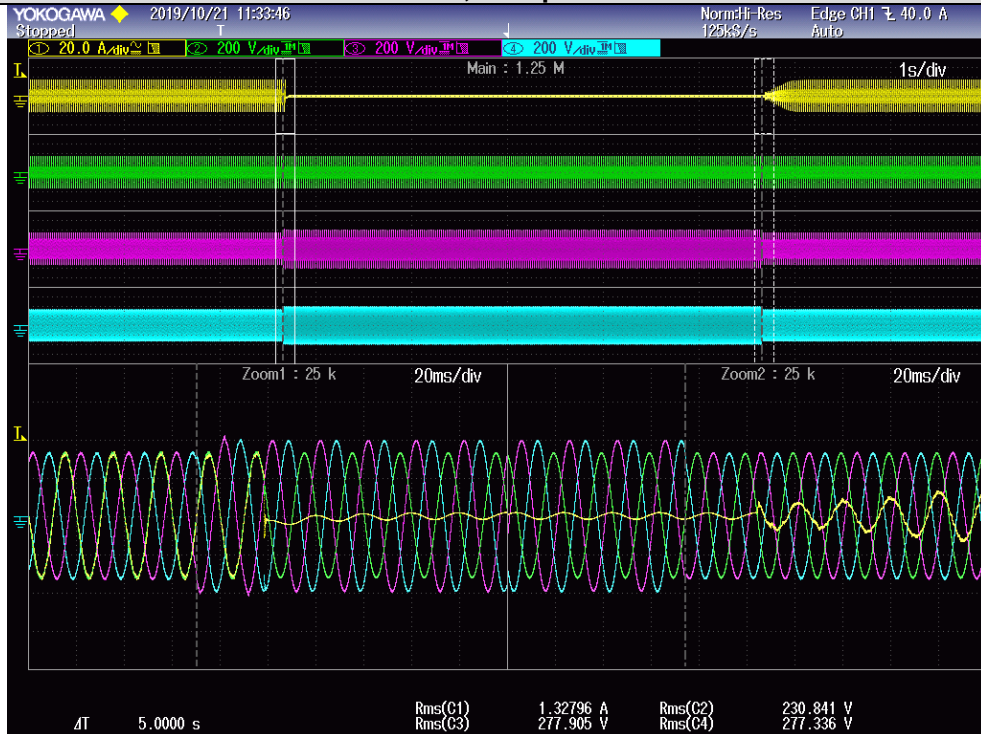 YOKOGAWA 2019/10/21 11:33:46 Norm:Hi-Res Edge CH1 40.0 A
Stopped 125kS/s Auto
1 20.0 A/div 2 200 V/div 3 200 V/div 4 200 V/div
T
Main : 1.25 M 1s/div
Zoom1 : 25 k 20ms/div Zoom2 : 25 k 20ms/div
T
Rms(C1) 1.32796 A Rms(C2) 230.841 V
ΔT 5.0000 s Rms(C3) 277.905 V Rms(C4) 277.336 V